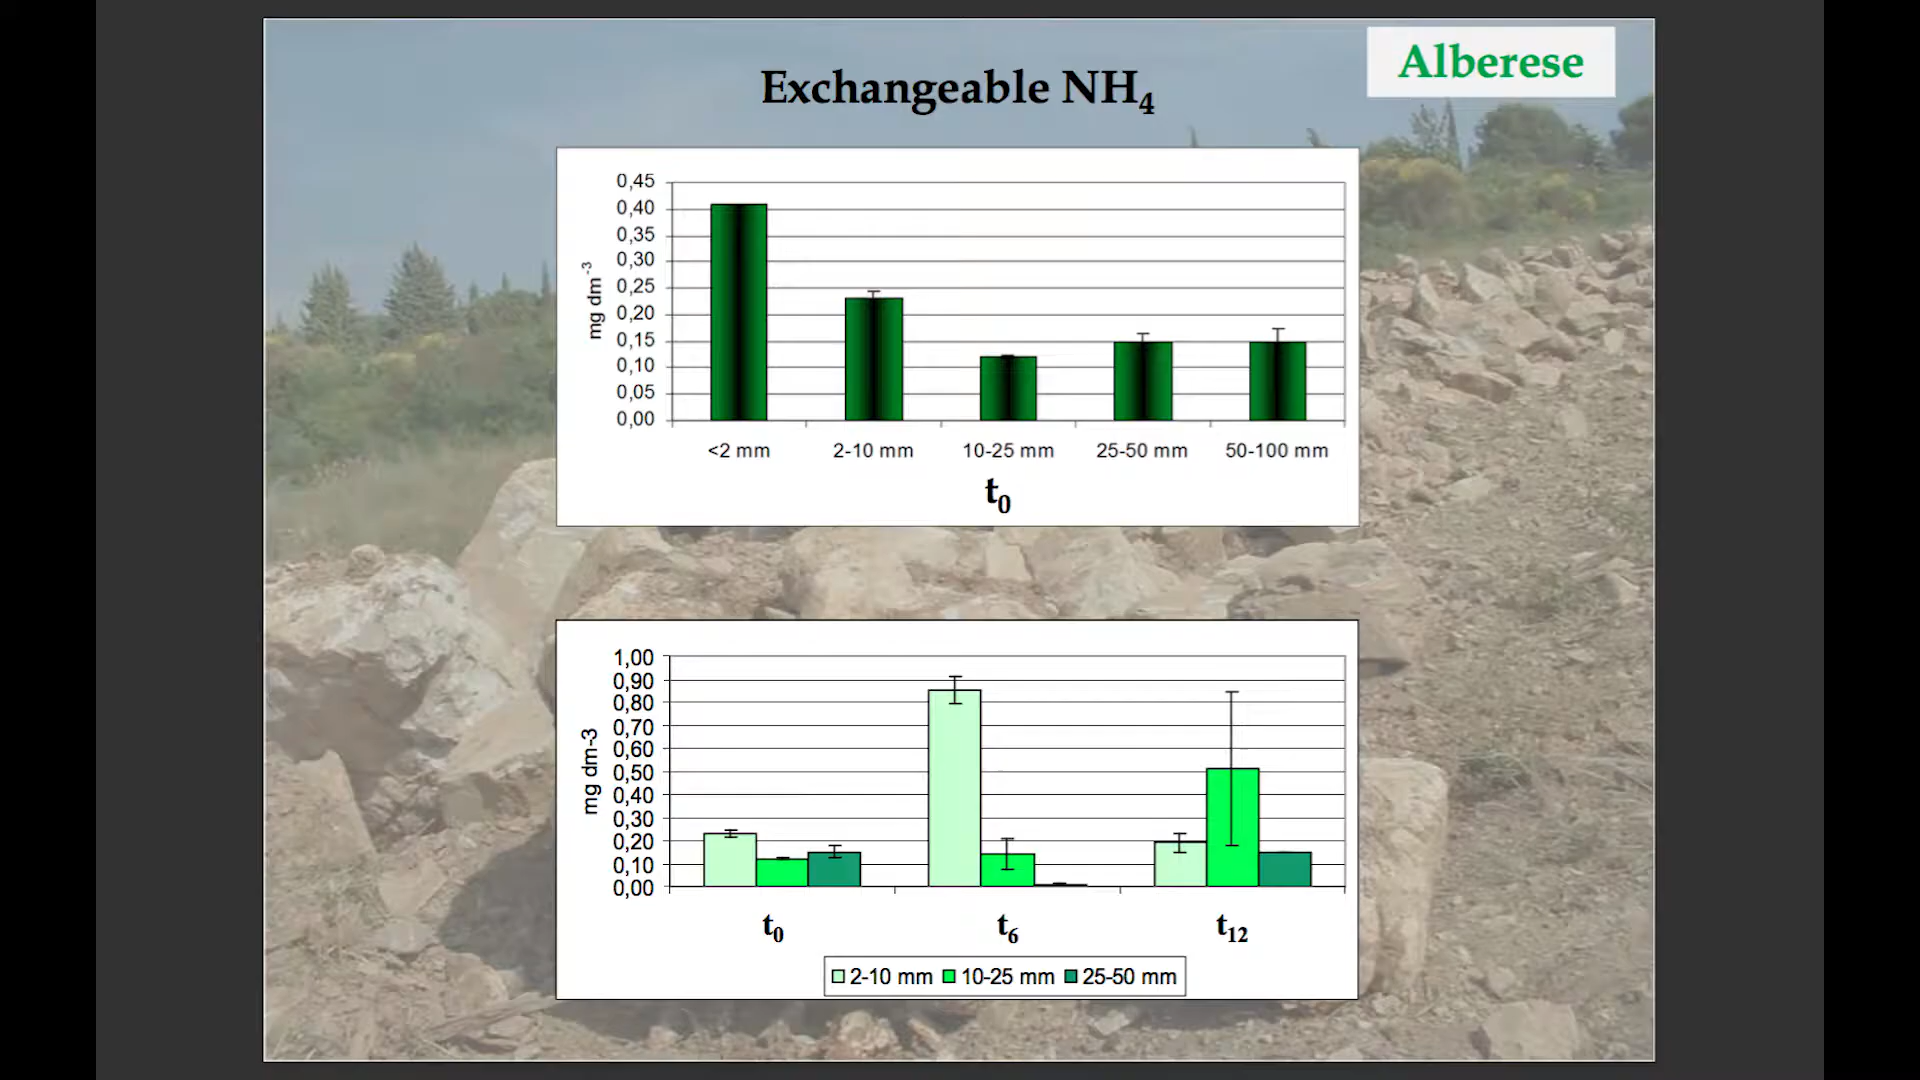 Alberese
Exchangeable NH₄
0,45
0,40
0,35
0,30
0,25
0,20
0,15
0,10
0,05
0,00
mg dm⁻³
<2 mm 2-10 mm 10-25 mm 25-50 mm 50-100 mm
t₀
1,00
0,90
0,80
0,70
0,60
0,50
0,40
0,30
0,20
0,10
0,00
mg dm-3
t₀ t₆ t₁₂
2-10 mm 10-25 mm 25-50 mm